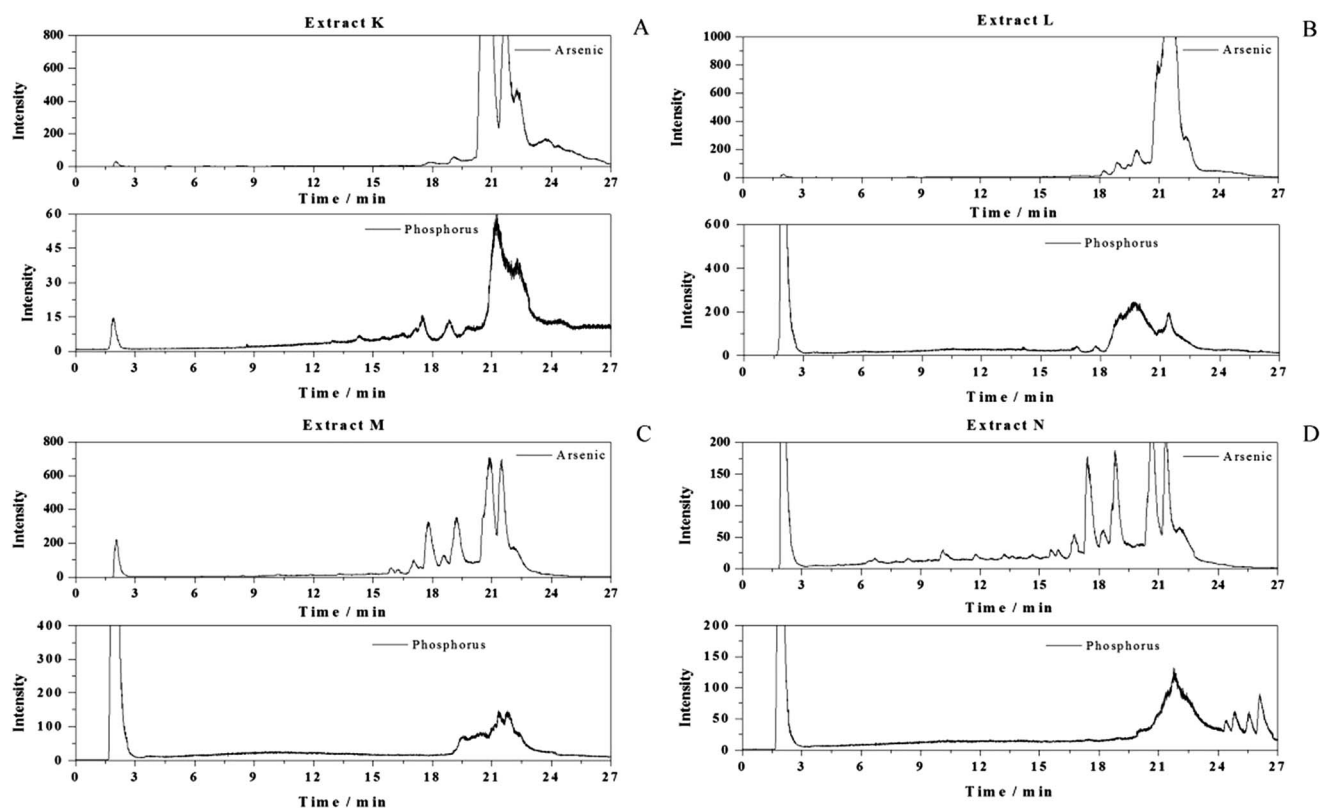 Extract K
A
800
600
400
200
0
Intensity
Arsenic
0 3 6 9 12 15 18 21 24 27
Time / min
60
45
30
15
0
Intensity
Phosphorus
0 3 6 9 12 15 18 21 24 27
Time / min
Extract L
B
1000
800
600
400
200
0
Intensity
Arsenic
0 3 6 9 12 15 18 21 24 27
Time / min
600
400
200
0
Intensity
Phosphorus
0 3 6 9 12 15 18 21 24 27
Time / min
Extract M
C
800
700
600
500
400
300
200
100
0
Intensity
Arsenic
0 3 6 9 12 15 18 21 24 27
Time / min
400
300
200
100
0
Intensity
Phosphorus
0 3 6 9 12 15 18 21 24 27
Time / min
Extract N
D
200
150
100
50
0
Intensity
Arsenic
0 3 6 9 12 15 18 21 24 27
Time / min
200
150
100
50
0
Intensity
Phosphorus
0 3 6 9 12 15 18 21 24 27
Time / min